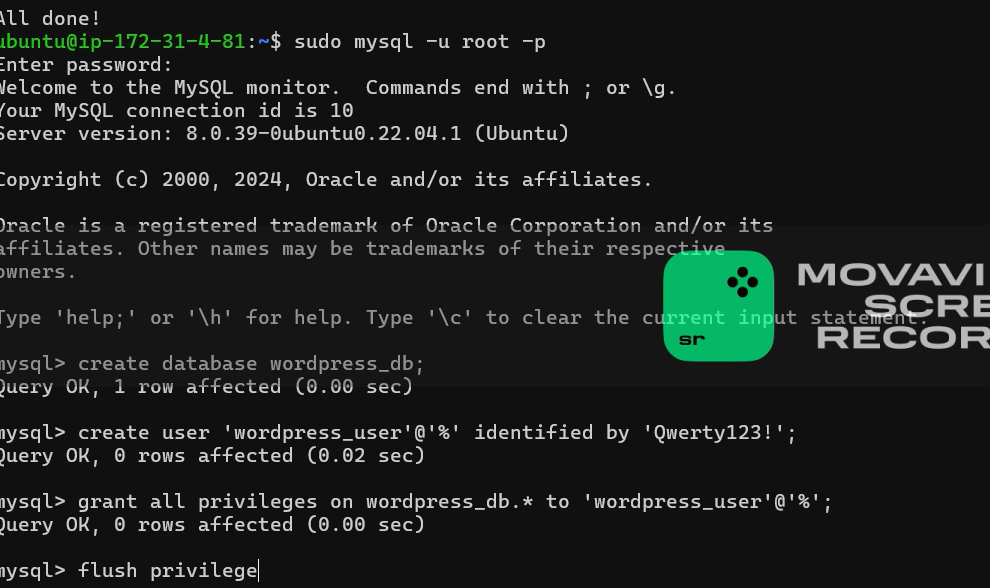 All done!
ubuntu@ip-172-31-4-81:~$ sudo mysql -u root -p
Enter password:
Welcome to the MySQL monitor.  Commands end with ; or \g.
Your MySQL connection id is 10
Server version: 8.0.39-0ubuntu0.22.04.1 (Ubuntu)
Copyright (c) 2000, 2024, Oracle and/or its affiliates.
Oracle is a registered trademark of Oracle Corporation and/or its
affiliates. Other names may be trademarks of their respective
owners.
Type 'help;' or '\h' for help. Type '\c' to clear the current input statement.
mysql> create database wordpress_db;
Query OK, 1 row affected (0.00 sec)
mysql> create user 'wordpress_user'@'%' identified by 'Qwerty123!';
Query OK, 0 rows affected (0.02 sec)
mysql> grant all privileges on wordpress_db.* to 'wordpress_user'@'%';
Query OK, 0 rows affected (0.00 sec)
mysql> flush privilege
sr
MOVAVI
SCRE
RECOR